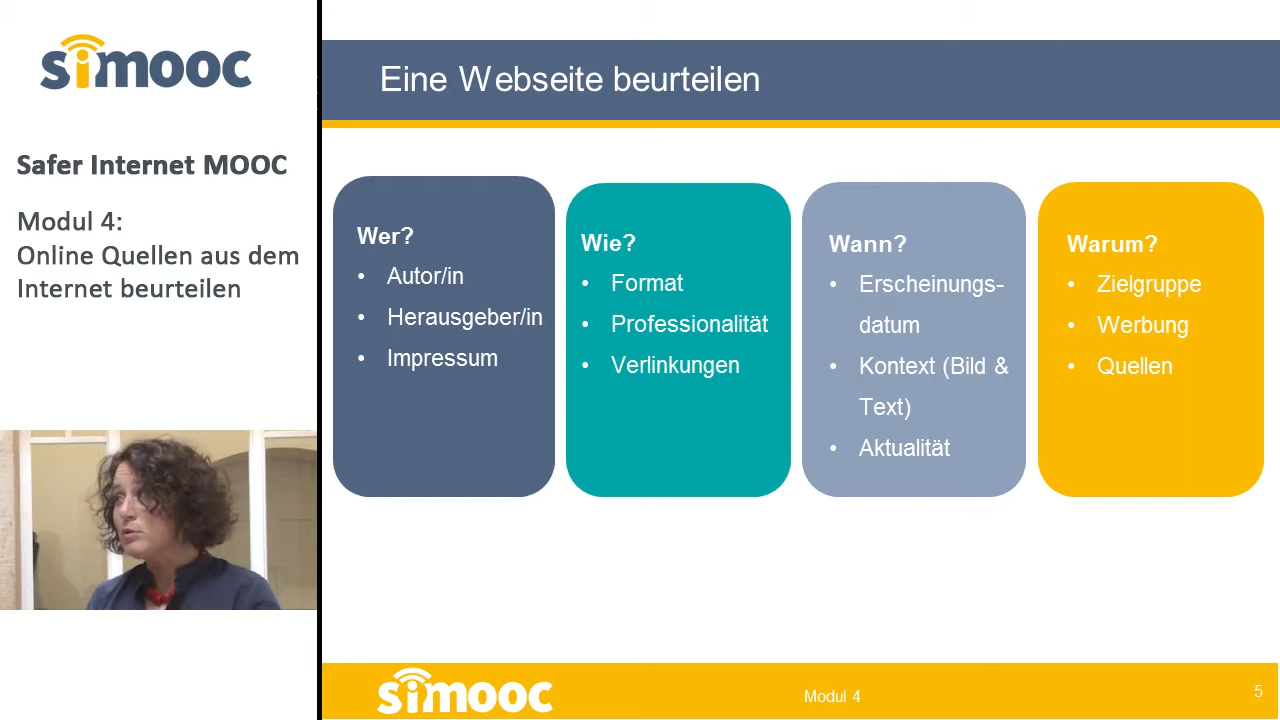 simooc
Safer Internet MOOC
Modul 4:
Online Quellen aus dem
Internet beurteilen
Eine Webseite beurteilen
Wer?
• Autor/in
• Herausgeber/in
• Impressum
Wie?
• Format
• Professionalität
• Verlinkungen
Wann?
• Erscheinungs-
datum
• Kontext (Bild &
Text)
• Aktualität
Warum?
• Zielgruppe
• Werbung
• Quellen
simooc
Modul 4
5